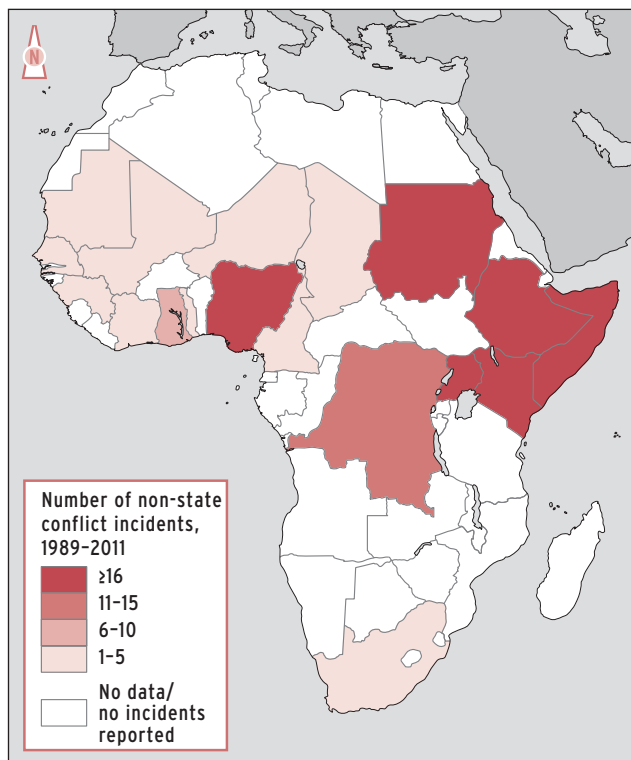 N
Number of non-state
conflict incidents,
1989–2011
≥16
11–15
6–10
1–5
No data/
no incidents
reported